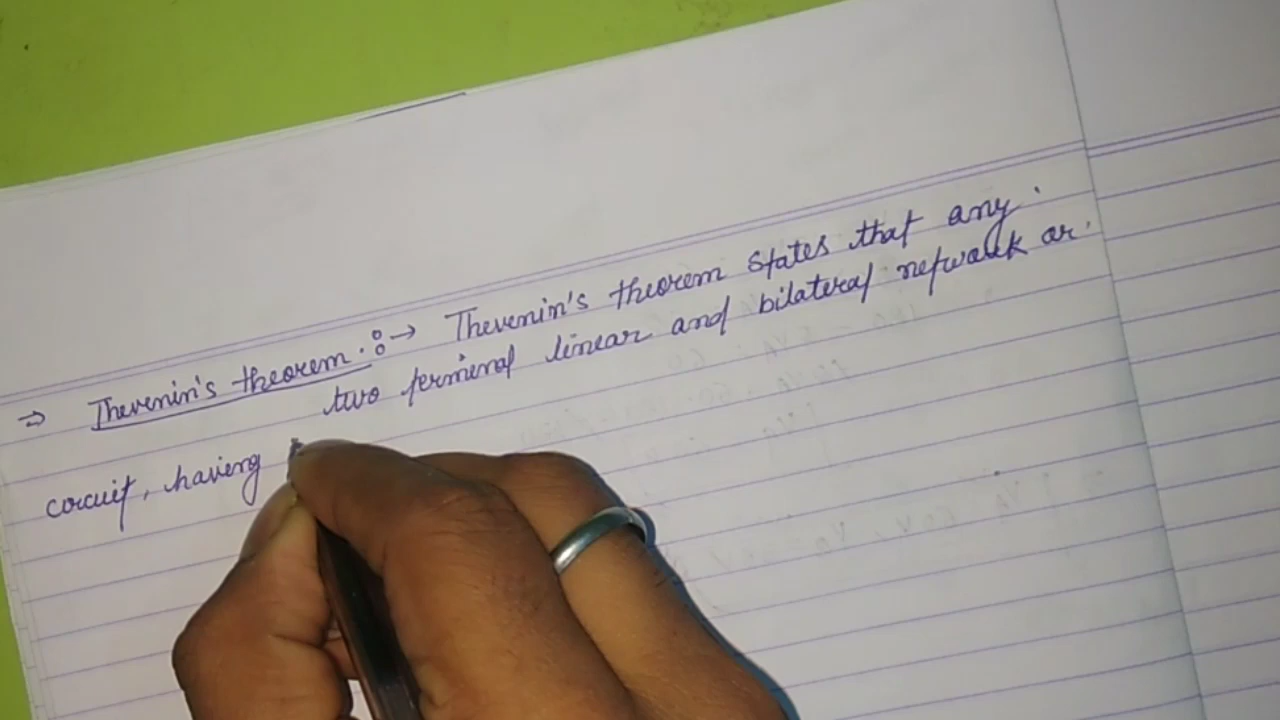 ⇒ Thevenin's theorem :→ Thevenin's theorem states that any
two terminal linear and bilateral network or
circuit, having